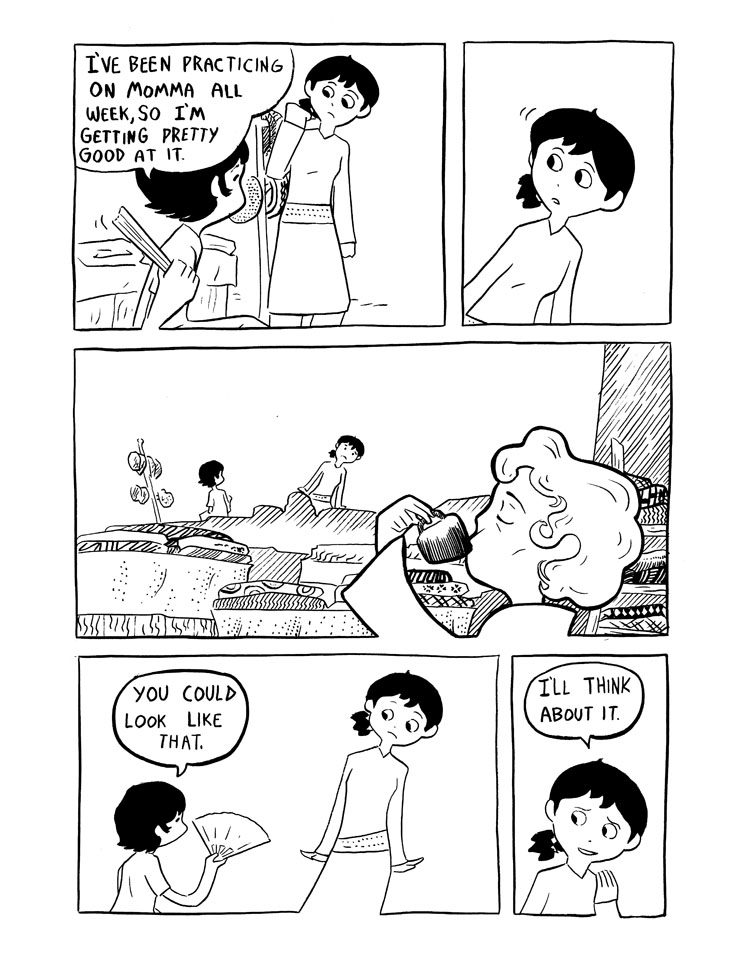 I'VE BEEN PRACTICING
ON MOMMA ALL
WEEK, SO I'M
GETTING PRETTY
GOOD AT IT.
YOU COULD
LOOK LIKE
THAT.
I'LL THINK
ABOUT IT.